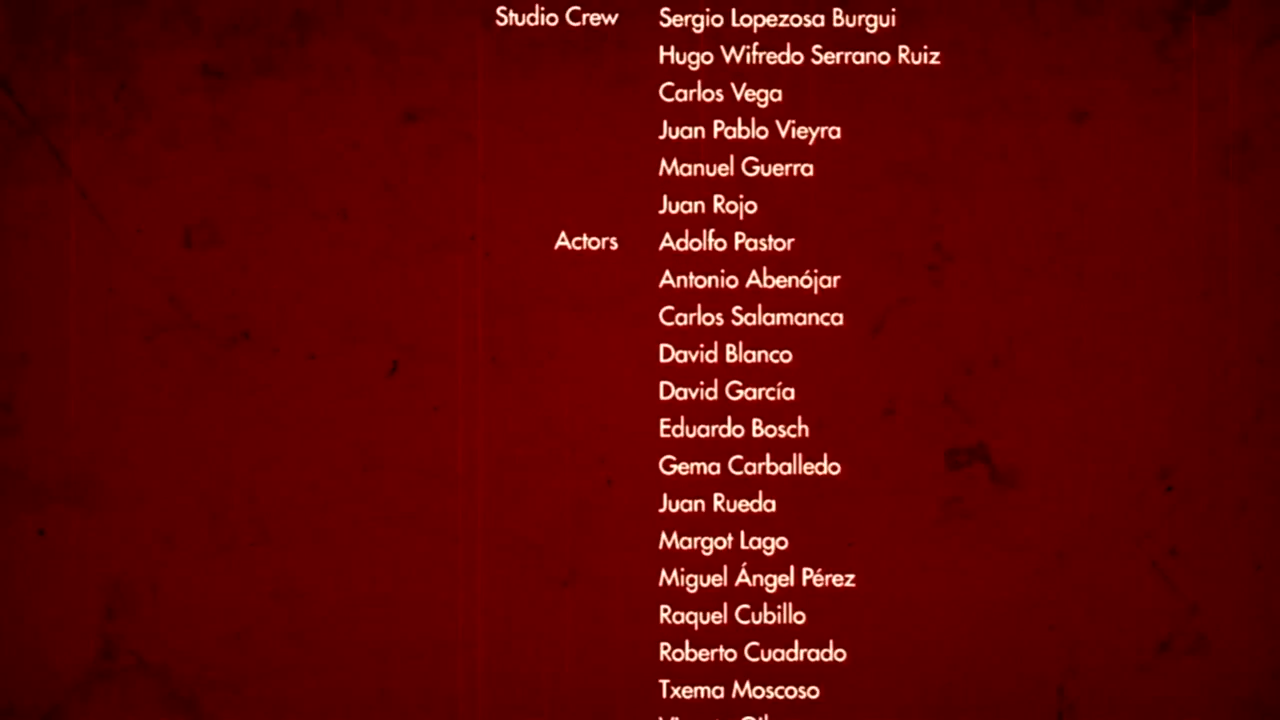 Studio Crew Sergio Lopezosa Burgui
Hugo Wifredo Serrano Ruiz
Carlos Vega
Juan Pablo Vieyra
Manuel Guerra
Juan Rojo
Actors Adolfo Pastor
Antonio Abenójar
Carlos Salamanca
David Blanco
David García
Eduardo Bosch
Gema Carballedo
Juan Rueda
Margot Lago
Miguel Ángel Pérez
Raquel Cubillo
Roberto Cuadrado
Txema Moscoso